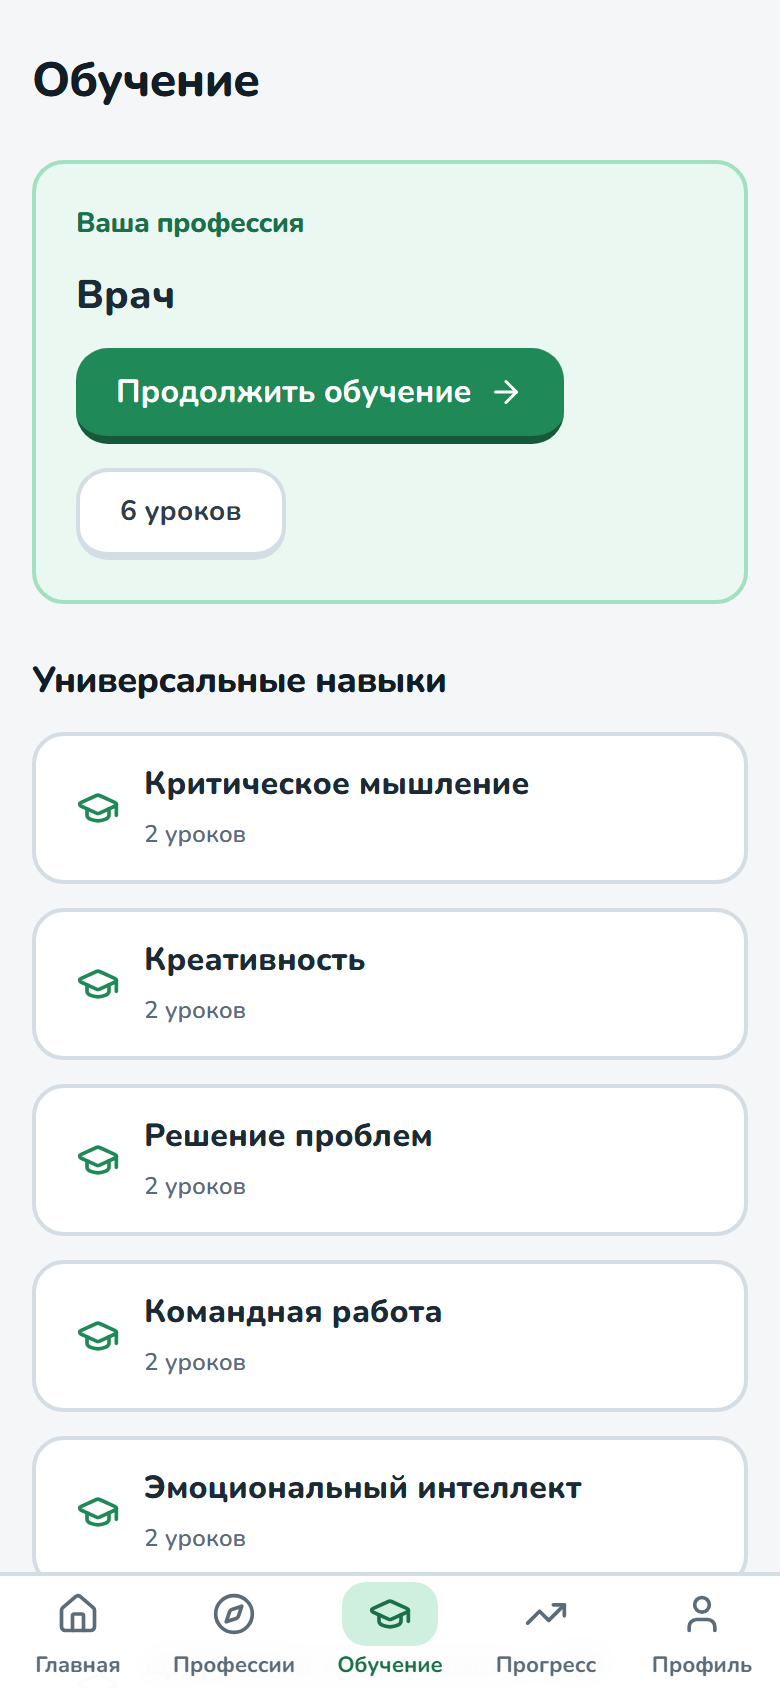 Обучение
Ваша профессия
Врач
Продолжить обучение
6 уроков
Универсальные навыки
Критическое мышление
2 уроков
Креативность
2 уроков
Решение проблем
2 уроков
Командная работа
2 уроков
Эмоциональный интеллект
2 уроков
Главная
Профессии
Обучение
Прогресс
Профиль